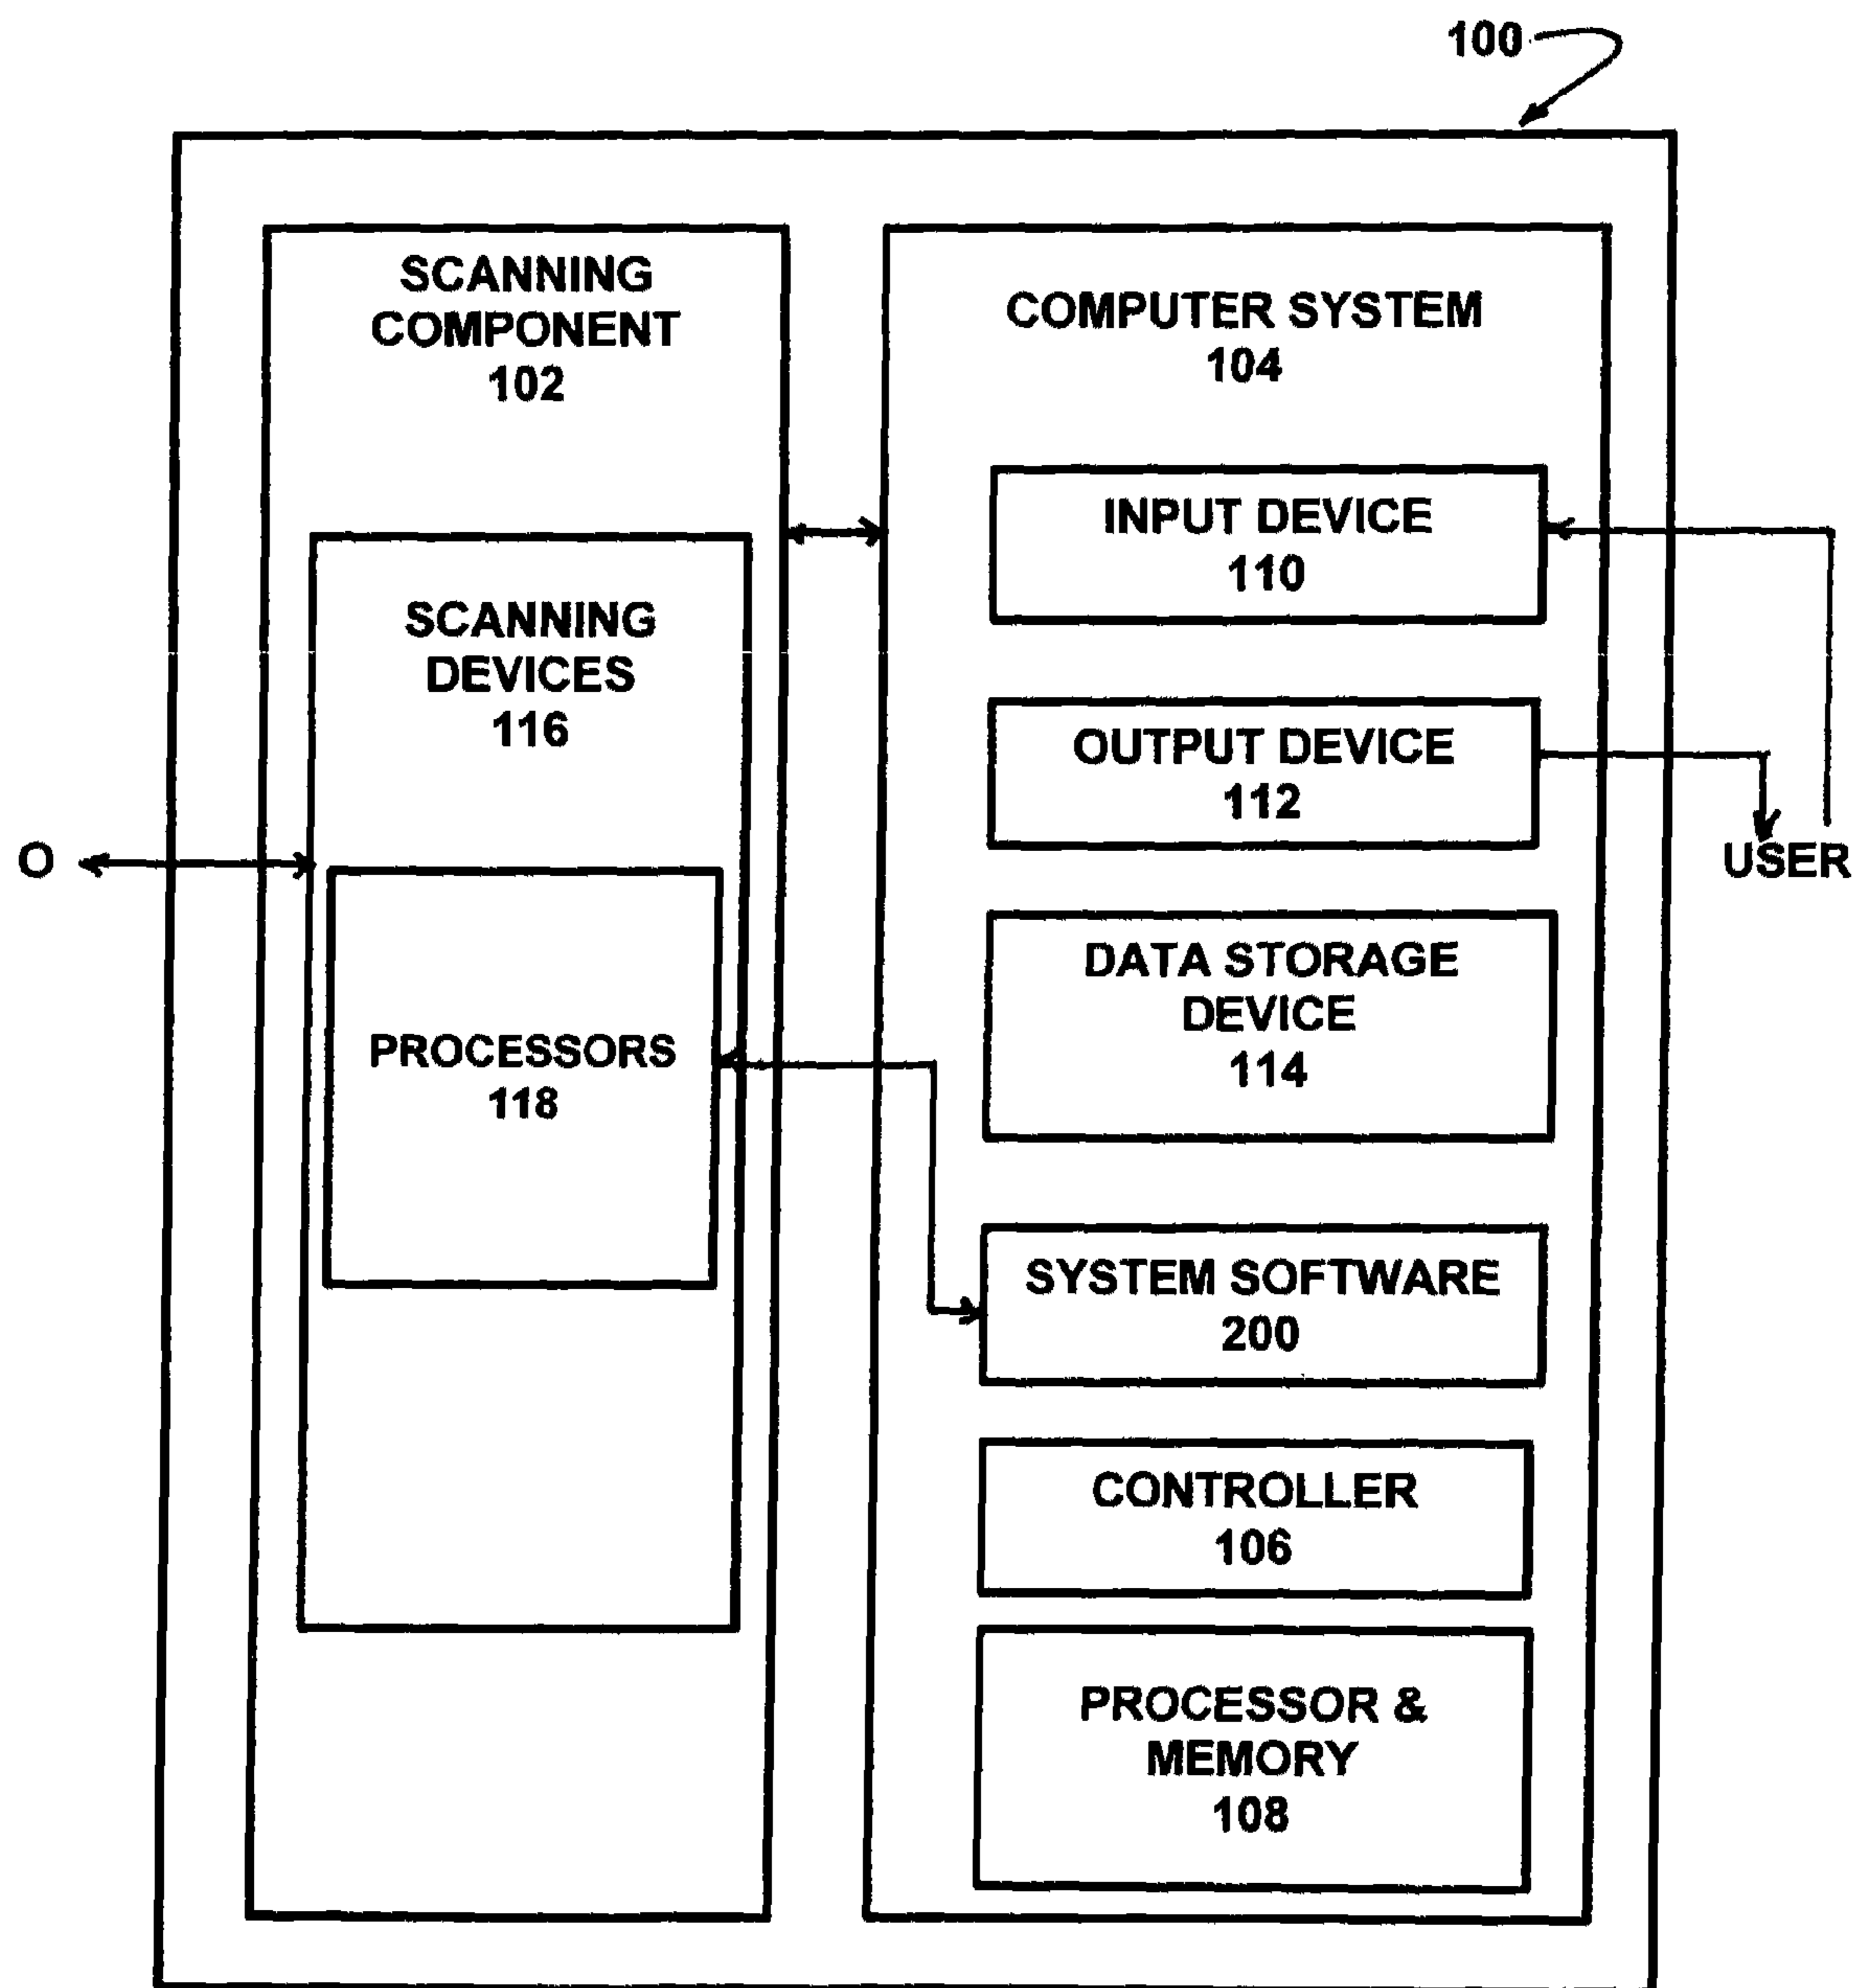 100
SCANNING
COMPONENT
102
SCANNING
DEVICES
116
O
PROCESSORS
118
COMPUTER SYSTEM
104
INPUT DEVICE
110
OUTPUT DEVICE
112
USER
DATA STORAGE
DEVICE
114
SYSTEM SOFTWARE
200
CONTROLLER
106
PROCESSOR &
MEMORY
108